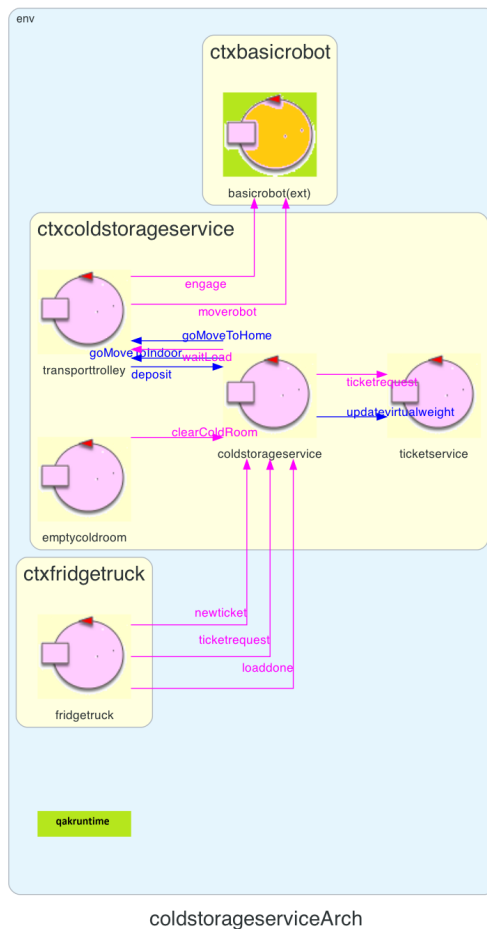 env
ctxbasicrobot
basicrobot(ext)
ctxcoldstorageservice
engage
moverobot
goMoveToHome
goMoveToIndoor
waitLoad
transporttrolley
deposit
ticketrequest
updatevirtualweight
clearColdRoom
coldstorageservice
ticketservice
emptycoldroom
ctxfridgetruck
newticket
ticketrequest
loaddone
fridgetruck
qakruntime
coldstorageserviceArch